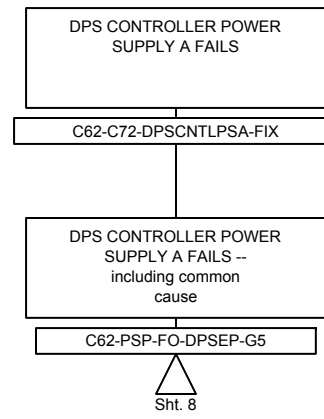 DPS CONTROLLER POWER
SUPPLY A FAILS
C62-C72-DPSCNTLPSA-FIX
DPS CONTROLLER POWER
SUPPLY A FAILS --
including common
cause
C62-PSP-FO-DPSEP-G5
Sht. 8